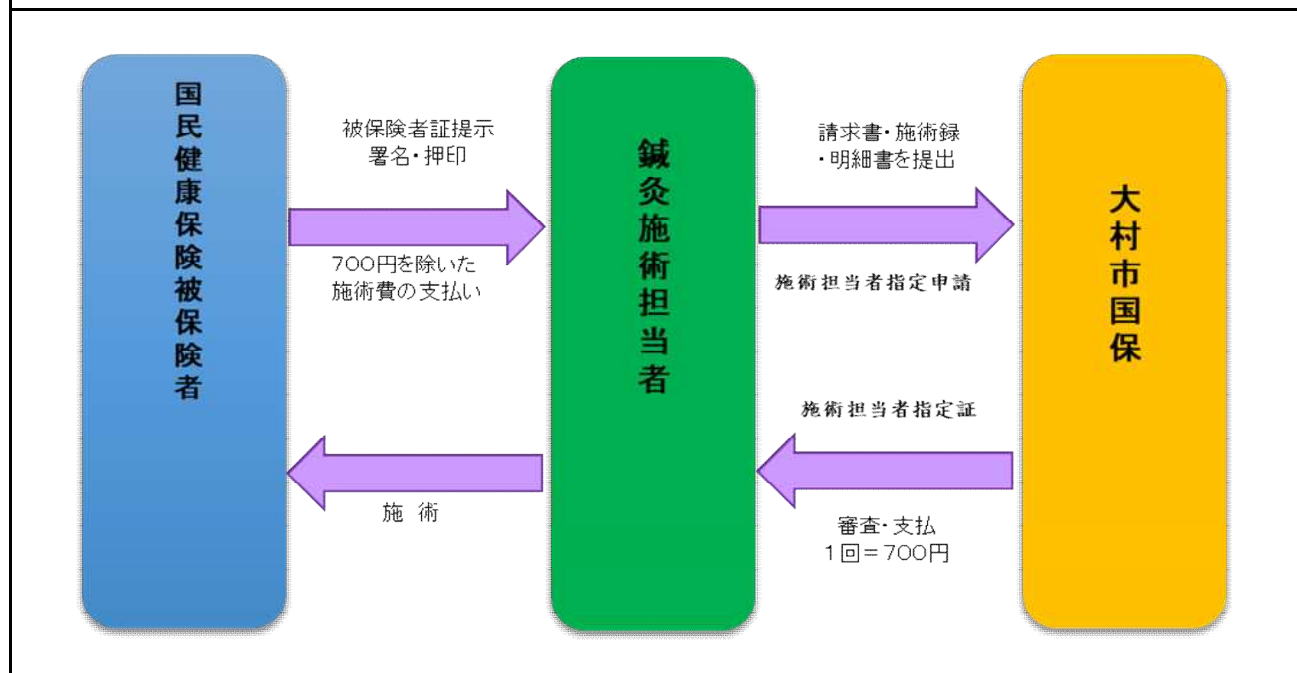 国民健康保険被保険者
被保険者証提示
署名・押印
700円を除いた
施術費の支払い
施 術
鍼灸施術担当者
請求書・施術録
・明細書を提出
施術担当者指定申請
施術担当者指定証
審査・支払
1回=700円
大村市国保